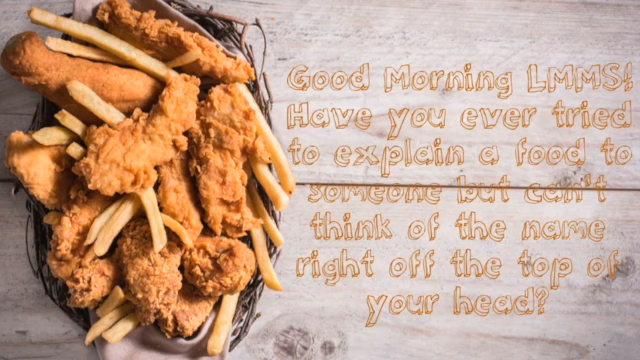 Good Morning LMMS!
Have you ever tried
to explain a food to
someone but can't
think of the name
right off the top of
your head?